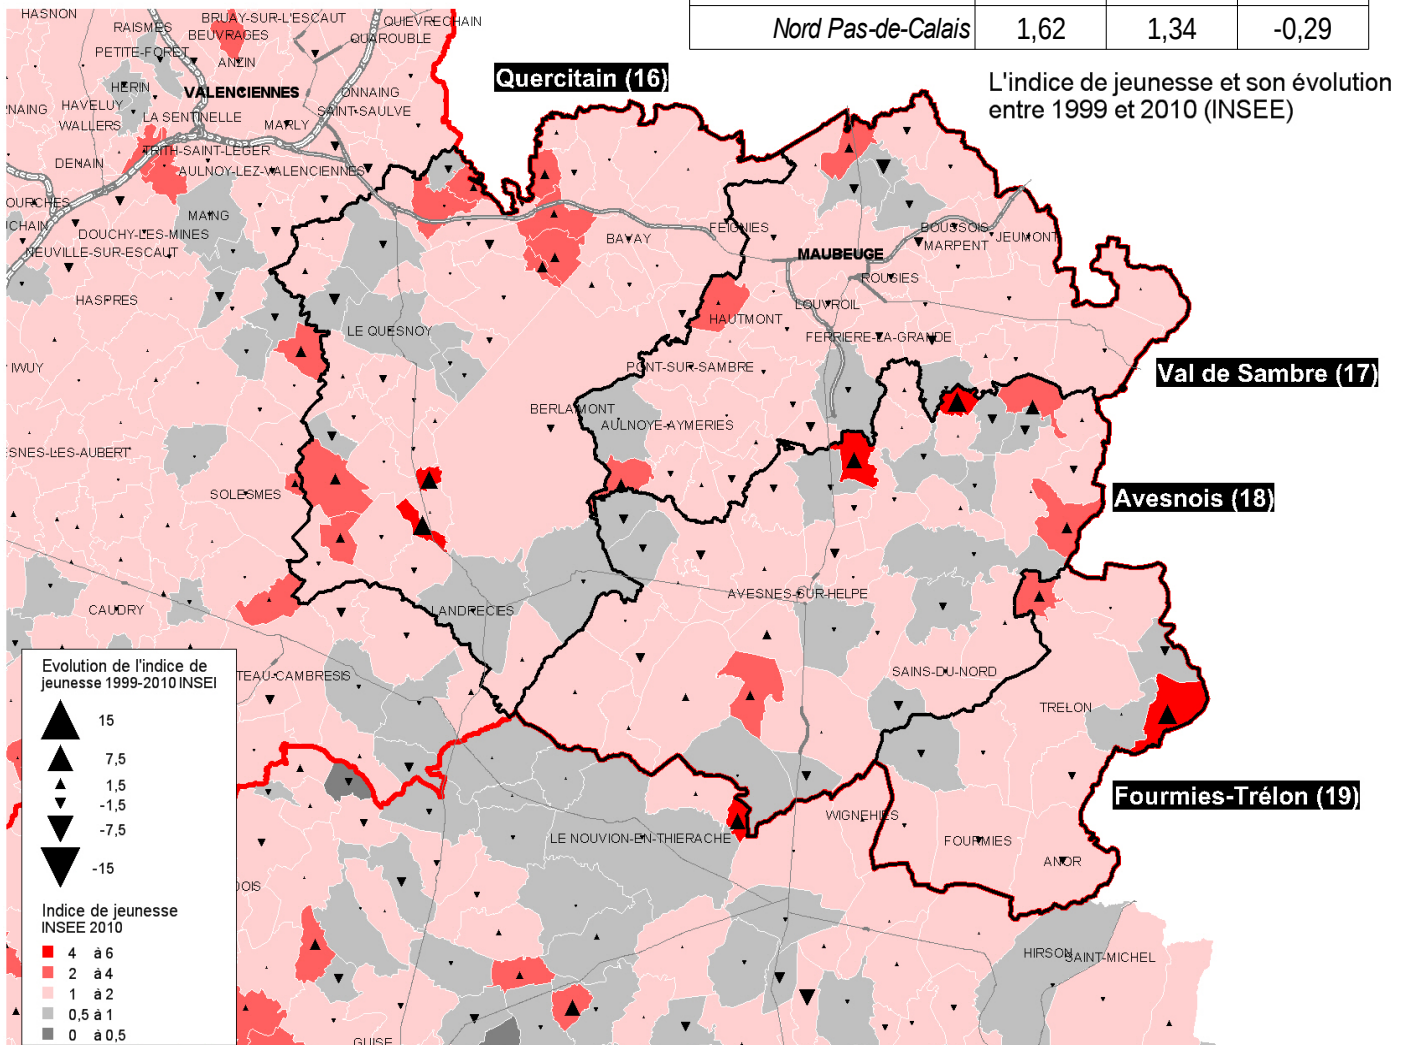 Nord Pas-de-Calais 1,62 1,34 -0,29
L'indice de jeunesse et son évolution
entre 1999 et 2010 (INSEE)
HASNON
BRUAY-SUR-L'ESCAUT
QUIEVRECHAIN
RAISMES
BEUVRAGES
QUAROUBLE
PETITE-FORET
ANZIN
Quercitain (16)
HERIN
VALENCIENNES
ONNAING
HAVELUY
SAINT-SAULVE
LA SENTINELLE
WALLERS
MARLY
TRITH-SAINT-LEGER
DENAIN
AULNOY-LEZ-VALENCIENNES
MAING
DOUCHY-LES-MINES
NEUVILLE-SUR-ESCAUT
FEIGNIES
BOUSSOIS
BAVAY
MARPENT
JEUMONT
MAUBEUGE
ROUSIES
HASPRES
LOUVROIL
HAUTMONT
LE QUESNOY
FERRIERE-LA-GRANDE
IWUY
PONT-SUR-SAMBRE
Val de Sambre (17)
BERLAIMONT
AULNOYE-AYMERIES
SNES-LES-AUBERT
SOLESMES
Avesnois (18)
AVESNES-SUR-HELPE
CAUDRY
LANDRECIES
TEAU-CAMBRESIS
SAINS-DU-NORD
TRELON
Fourmies-Trélon (19)
WIGNEHIES
LE NOUVION-EN-THIERACHE
FOURMIES
ANOR
HIRSON
SAINT-MICHEL
GUISE
Evolution de l'indice de
jeunesse 1999-2010 INSEI
15
7,5
1,5
-1,5
-7,5
-15
Indice de jeunesse
INSEE 2010
4 à 6
2 à 4
1 à 2
0,5 à 1
0 à 0,5